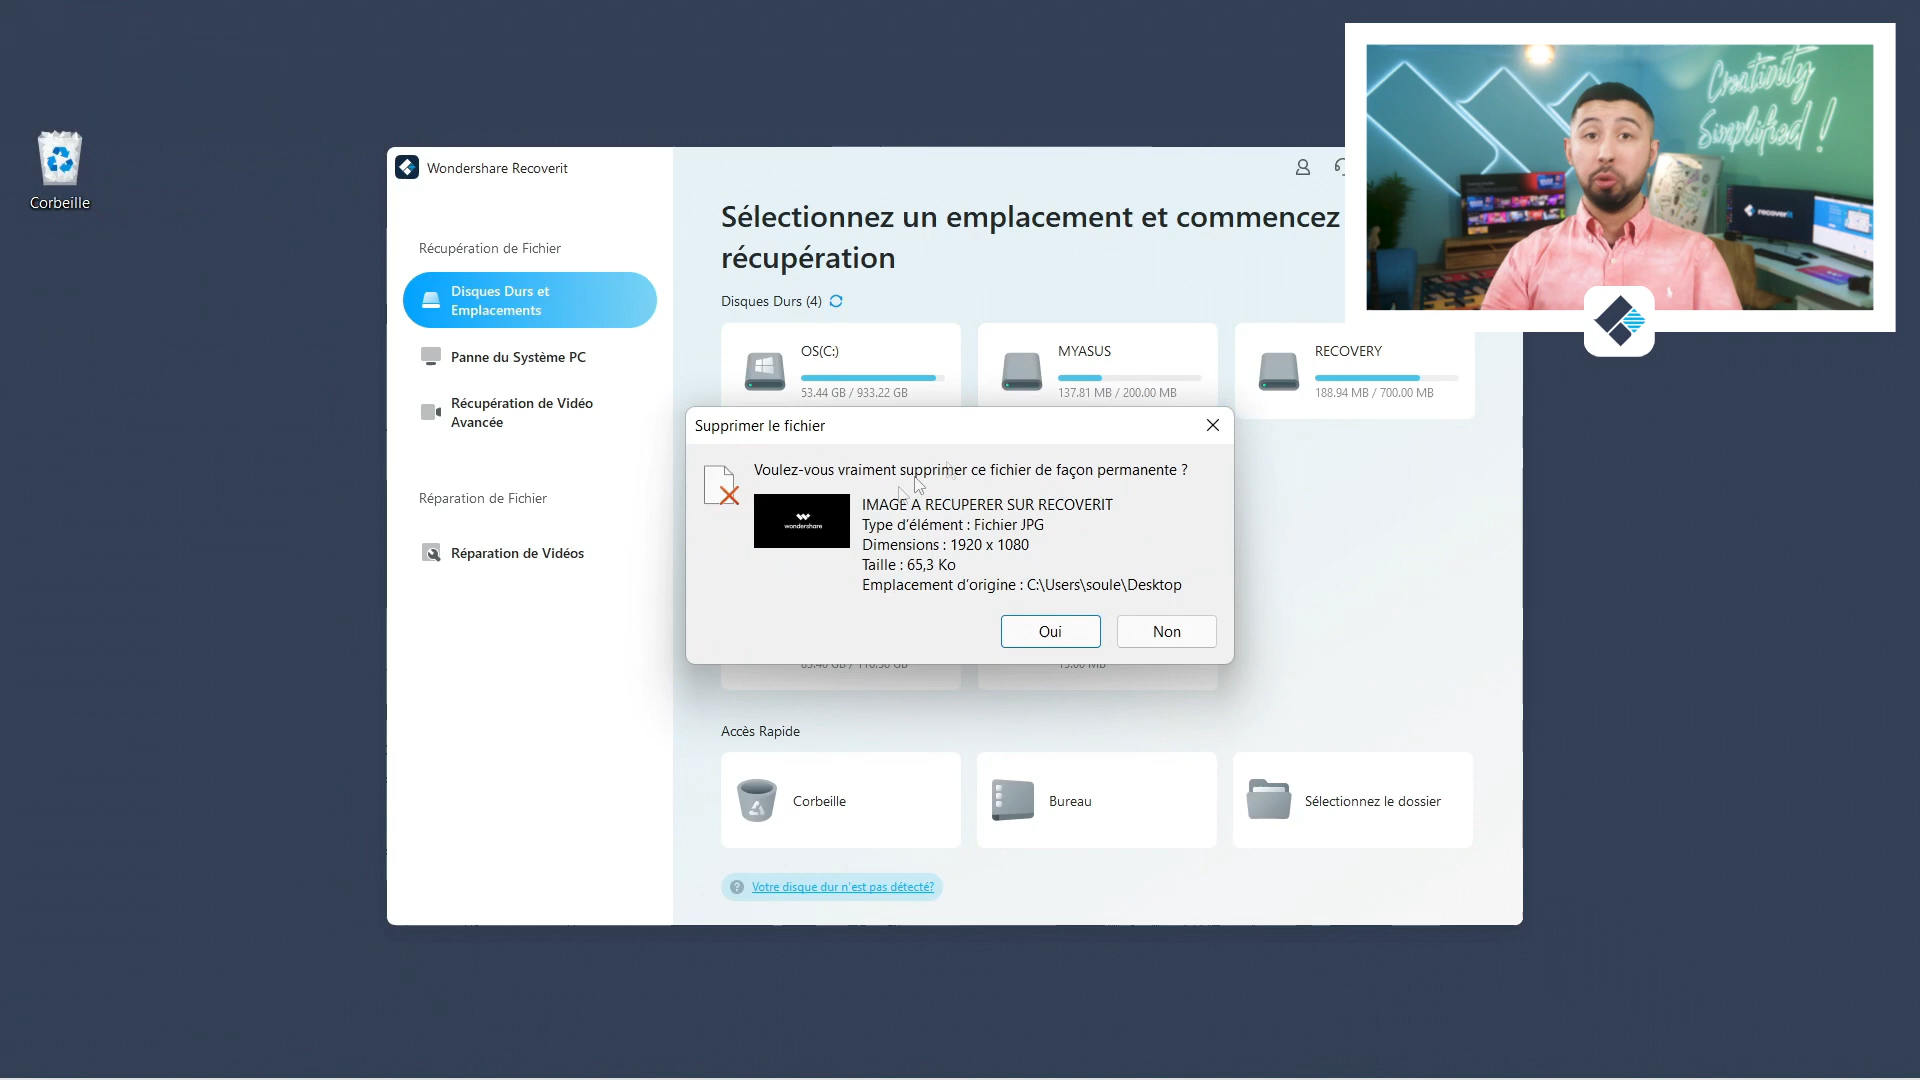 Corbeille
Wondershare Recoverit
Récupération de Fichier
Disques Durs et
Emplacements
Panne du Système PC
Récupération de Vidéo
Avancée
Réparation de Fichier
Réparation de Vidéos
Sélectionnez un emplacement et commencez
récupération
Disques Durs (4)
OS(C:)
53.44 GB / 933.22 GB
MYASUS
137.81 MB / 200.00 MB
RECOVERY
188.94 MB / 700.00 MB
Supprimer le fichier
Voulez-vous vraiment supprimer ce fichier de façon permanente ?
wondershare
IMAGE A RECUPERER SUR RECOVERIT
Type d'élément : Fichier JPG
Dimensions : 1920 x 1080
Taille : 65,3 Ko
Emplacement d'origine : C:\Users\soule\Desktop
Oui
Non
Accès Rapide
Corbeille
Bureau
Sélectionnez le dossier
? Votre disque dur n'est pas détecté?
Creativity
Simplified !
recoverit